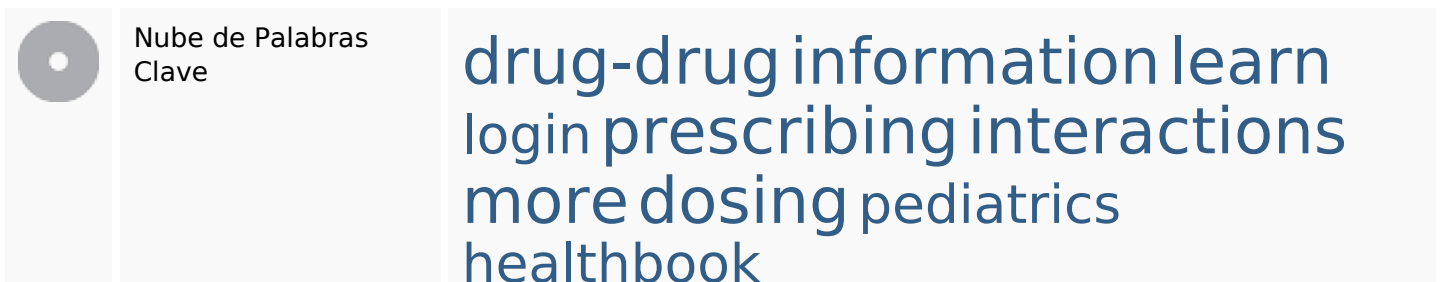 Nube de Palabras
Clave
drug-drug information learn
login prescribing interactions
more dosing pediatrics
healthbook